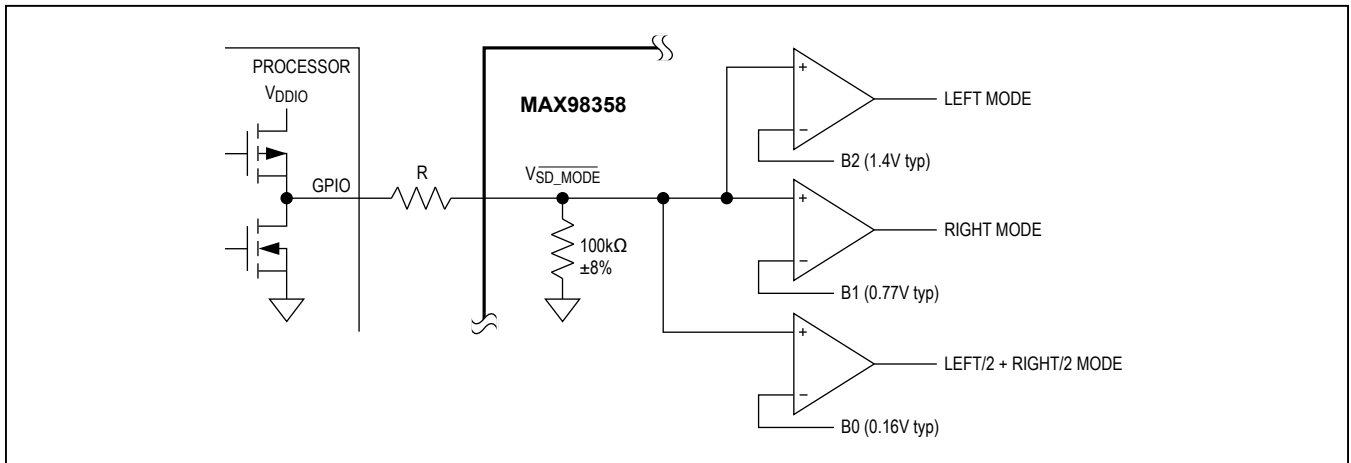 PROCESSOR
VDDIO
GPIO
R
MAX98358
VSD_MODE
100kΩ
±8%
+
−
LEFT MODE
B2 (1.4V typ)
+
−
RIGHT MODE
B1 (0.77V typ)
+
−
LEFT/2 + RIGHT/2 MODE
B0 (0.16V typ)